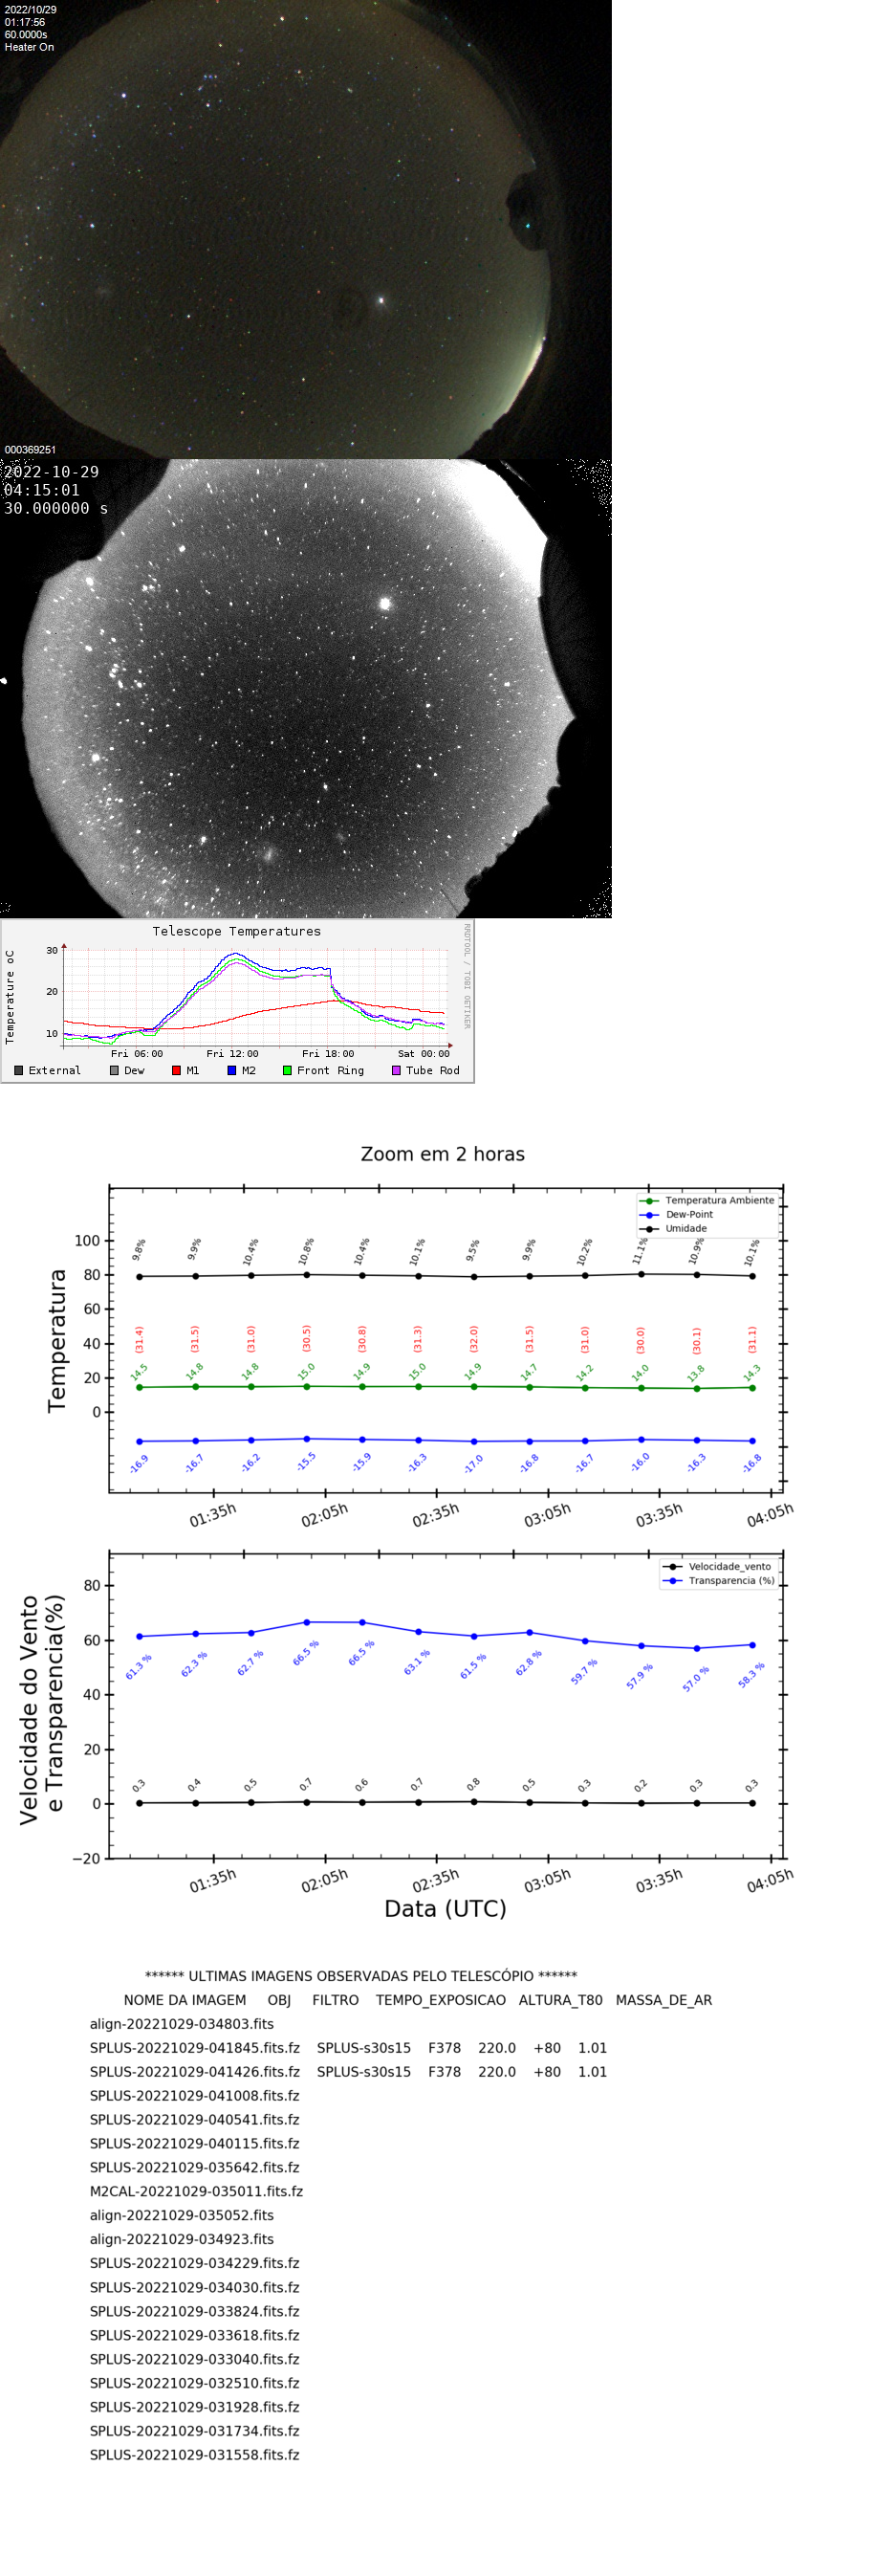 2022/10/29
01:17:56
60.0000s
Heater On
000369251
2022-10-29
04:15:01
30.000000 s
Telescope Temperatures
RRDTOOL / TOBI OETIKER
Temperature oC
30
20
10
Fri 06:00 Fri 12:00 Fri 18:00 Sat 00:00
External Dew M1 M2 Front Ring Tube Rod
Zoom em 2 horas
Temperatura Ambiente
Dew-Point
Umidade
Temperatura
100
80
60
40
20
0
9.8% 9.9% 10.4% 10.8% 10.4% 10.1% 9.5% 9.9% 10.2% 11.1% 10.9% 10.1%
(31.4) (31.5) (31.0) (30.5) (30.8) (31.3) (32.0) (31.5) (31.0) (30.0) (30.1) (31.1)
14.5 14.8 14.8 15.0 14.9 15.0 14.9 14.7 14.2 14.0 13.8 14.3
-16.9 -16.7 -16.2 -15.5 -15.9 -16.3 -17.0 -16.8 -16.7 -16.0 -16.3 -16.8
01:35h 02:05h 02:35h 03:05h 03:35h 04:05h
Velocidade_vento
Transparencia (%)
Velocidade do Vento
e Transparencia(%)
80
60
40
20
0
−20
61.3 % 62.3 % 62.7 % 66.5 % 66.5 % 63.1 % 61.5 % 62.8 % 59.7 % 57.9 % 57.0 % 58.3 %
0.3 0.4 0.5 0.7 0.6 0.7 0.8 0.5 0.3 0.2 0.3 0.3
01:35h 02:05h 02:35h 03:05h 03:35h 04:05h
Data (UTC)
****** ULTIMAS IMAGENS OBSERVADAS PELO TELESCÓPIO ******
NOME DA IMAGEM OBJ FILTRO TEMPO_EXPOSICAO ALTURA_T80 MASSA_DE_AR
align-20221029-034803.fits
SPLUS-20221029-041845.fits.fz SPLUS-s30s15 F378 220.0 +80 1.01
SPLUS-20221029-041426.fits.fz SPLUS-s30s15 F378 220.0 +80 1.01
SPLUS-20221029-041008.fits.fz
SPLUS-20221029-040541.fits.fz
SPLUS-20221029-040115.fits.fz
SPLUS-20221029-035642.fits.fz
M2CAL-20221029-035011.fits.fz
align-20221029-035052.fits
align-20221029-034923.fits
SPLUS-20221029-034229.fits.fz
SPLUS-20221029-034030.fits.fz
SPLUS-20221029-033824.fits.fz
SPLUS-20221029-033618.fits.fz
SPLUS-20221029-033040.fits.fz
SPLUS-20221029-032510.fits.fz
SPLUS-20221029-031928.fits.fz
SPLUS-20221029-031734.fits.fz
SPLUS-20221029-031558.fits.fz